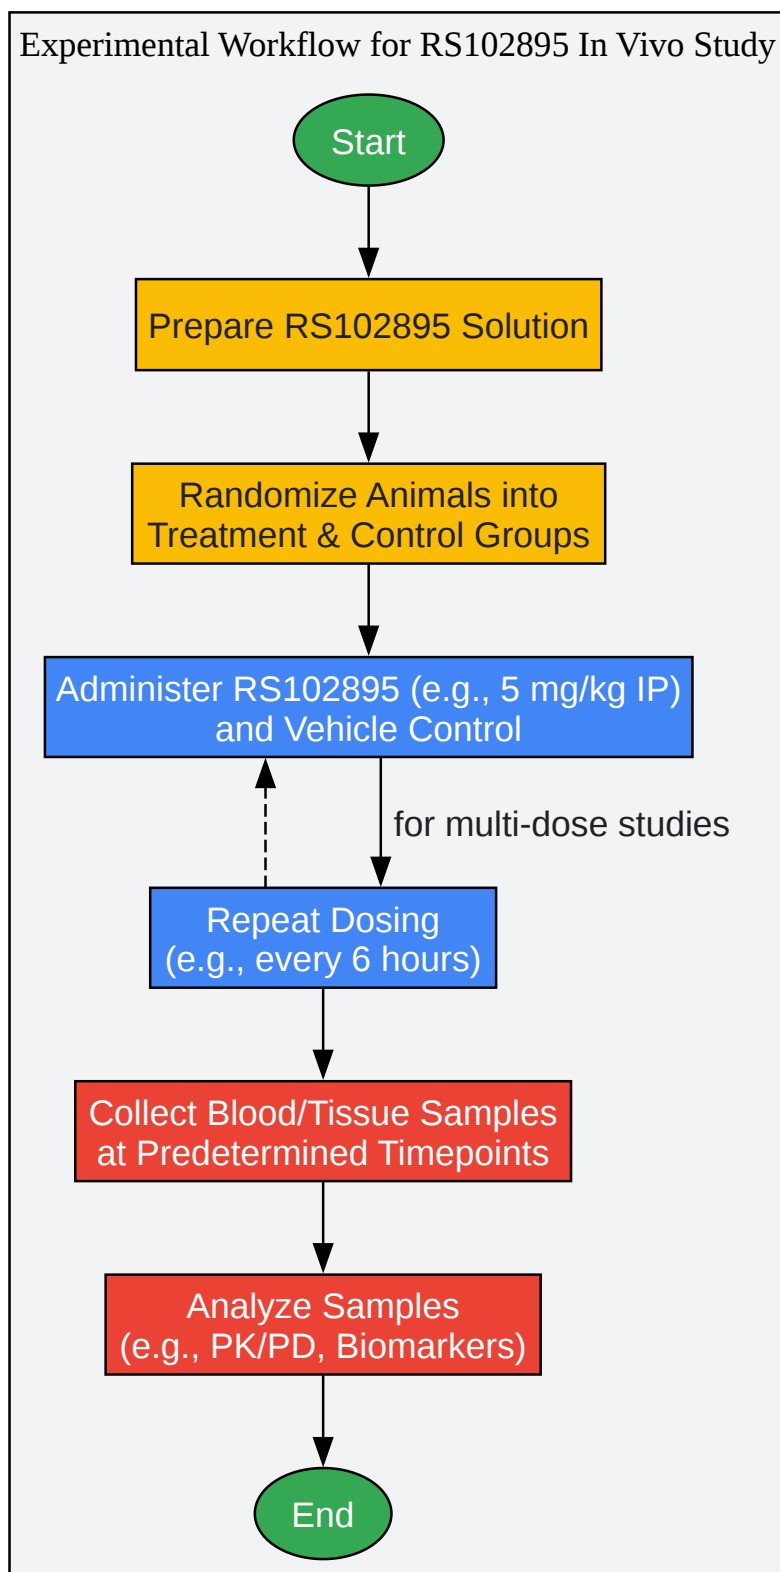 Experimental Workflow for RS102895 In Vivo Study
Start
Prepare RS102895 Solution
Randomize Animals into
Treatment & Control Groups
Administer RS102895 (e.g., 5 mg/kg IP)
and Vehicle Control
for multi-dose studies
Repeat Dosing
(e.g., every 6 hours)
Collect Blood/Tissue Samples
at Predetermined Timepoints
Analyze Samples
(e.g., PK/PD, Biomarkers)
End